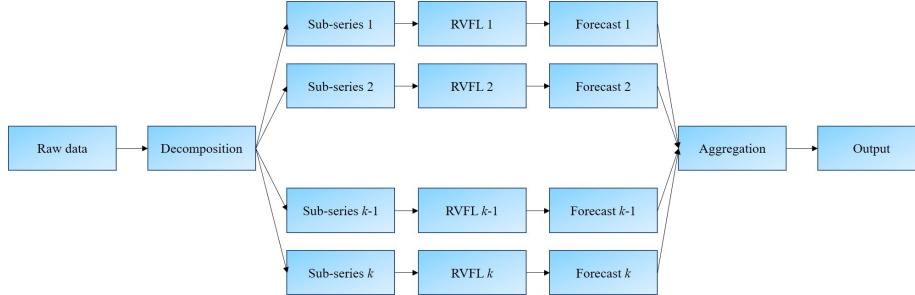 Sub-series 1
RVFL 1
Forecast 1
Sub-series 2
RVFL 2
Forecast 2
Raw data
Decomposition
Aggregation
Output
Sub-series k-1
RVFL k-1
Forecast k-1
Sub-series k
RVFL k
Forecast k